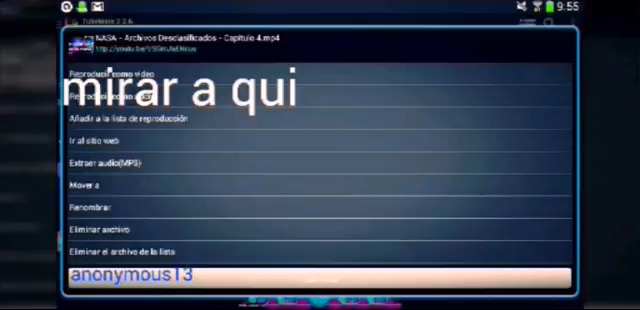 9:55
TubeMate 2.2.6
NASA - Archivos Desclasificados - Capitulo 4.mp4
Reproducir como video
mirar a qui
Añadir a la lista de reproducción
Ir al sitio web
Extraer audio(MP3)
Mover a
Renombrar
Eliminar archivo
Eliminar el archivo de la lista
anonymous13